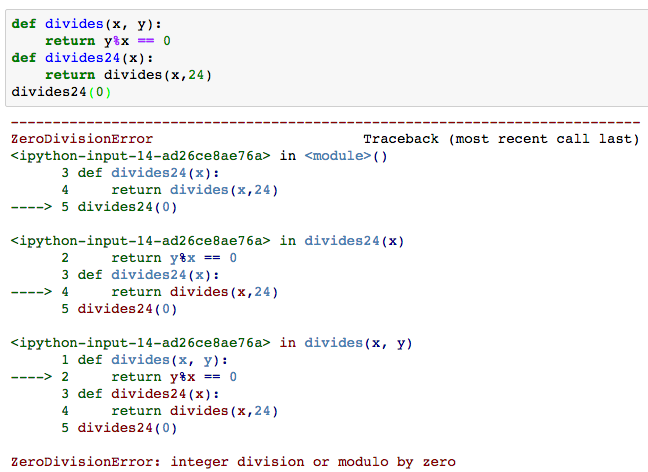 def divides(x, y):
    return y%x == 0
def divides24(x):
    return divides(x,24)
divides24(0)
---------------------------------------------------------------------------
ZeroDivisionError                         Traceback (most recent call last)
<ipython-input-14-ad26ce8ae76a> in <module>()
      3 def divides24(x):
      4     return divides(x,24)
----> 5 divides24(0)

<ipython-input-14-ad26ce8ae76a> in divides24(x)
      2     return y%x == 0
      3 def divides24(x):
----> 4     return divides(x,24)
      5 divides24(0)

<ipython-input-14-ad26ce8ae76a> in divides(x, y)
      1 def divides(x, y):
----> 2     return y%x == 0
      3 def divides24(x):
      4     return divides(x,24)
      5 divides24(0)

ZeroDivisionError: integer division or modulo by zero